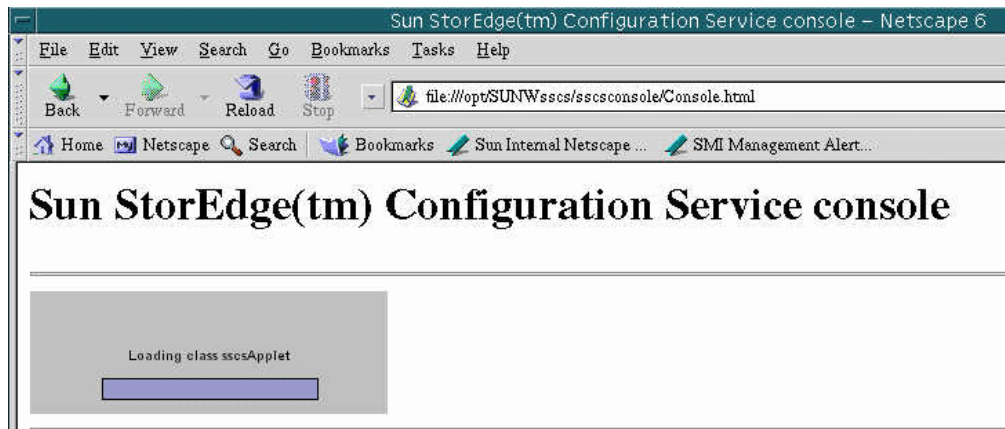 Sun StorEdge(tm) Configuration Service console – Netscape 6
File Edit View Search Go Bookmarks Tasks Help
Back Forward Reload Stop file:///opt/SUNWsscs/sscsconsole/Console.html
Home Netscape Search Bookmarks Sun Internal Netscape ... SMI Management Alert...
Sun StorEdge(tm) Configuration Service console
Loading class sscsApplet